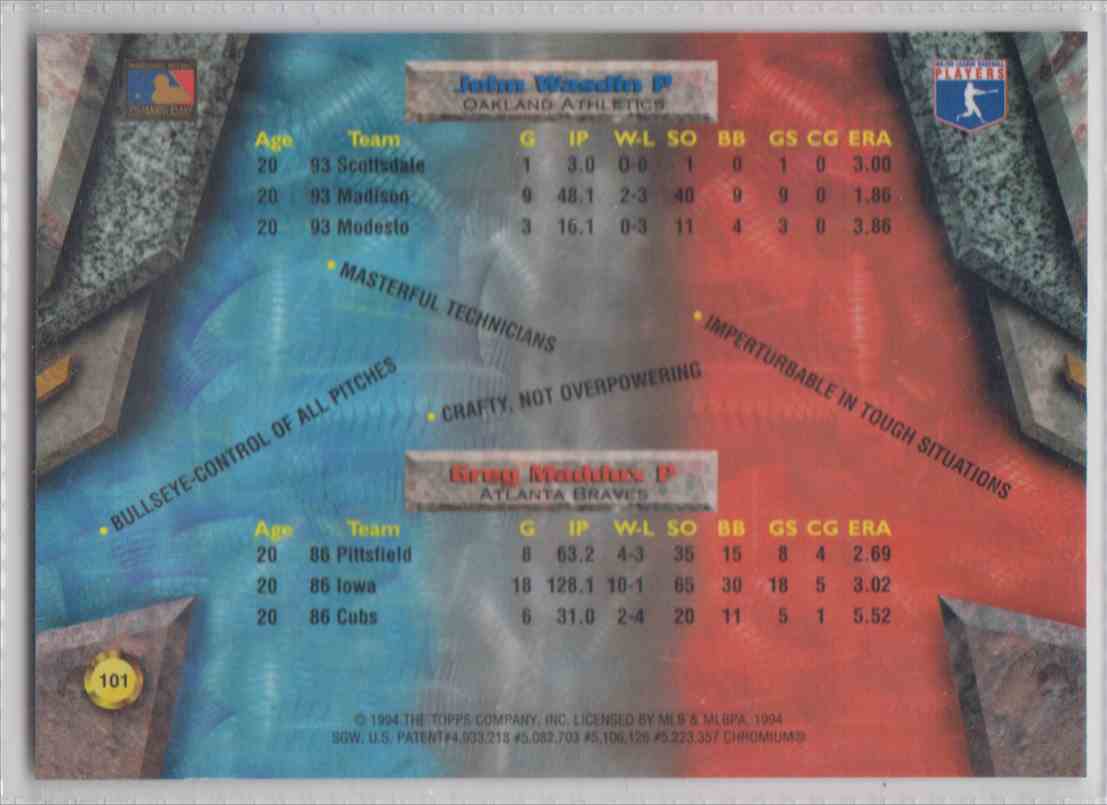 John Wasdin P
OAKLAND ATHLETICS
MAJOR LEAGUE BASEBALL
PLAYERS
Age Team G IP W-L SO BB GS CG ERA
20 93 Scottsdale 1 3.0 0-0 1 0 1 0 3.00
20 93 Madison 9 48.1 2-3 40 9 9 0 1.86
20 93 Modesto 3 16.1 0-3 11 4 3 0 3.86
• MASTERFUL TECHNICIANS
• IMPERTURBABLE IN TOUGH SITUATIONS
• BULLSEYE-CONTROL OF ALL PITCHES
• CRAFTY, NOT OVERPOWERING
Greg Maddux P
ATLANTA BRAVES
Age Team G IP W-L SO BB GS CG ERA
20 86 Pittsfield 8 63.2 4-3 35 15 8 4 2.69
20 86 Iowa 18 128.1 10-1 65 30 18 5 3.02
20 86 Cubs 6 31.0 2-4 20 11 5 1 5.52
101
© 1994 THE TOPPS COMPANY, INC. LICENSED BY MLB & MLBPA, 1994
SGW. U.S. PATENT#4,933,218 #5,082,703 #5,106,126 #5,223,357 CHROMIUM®